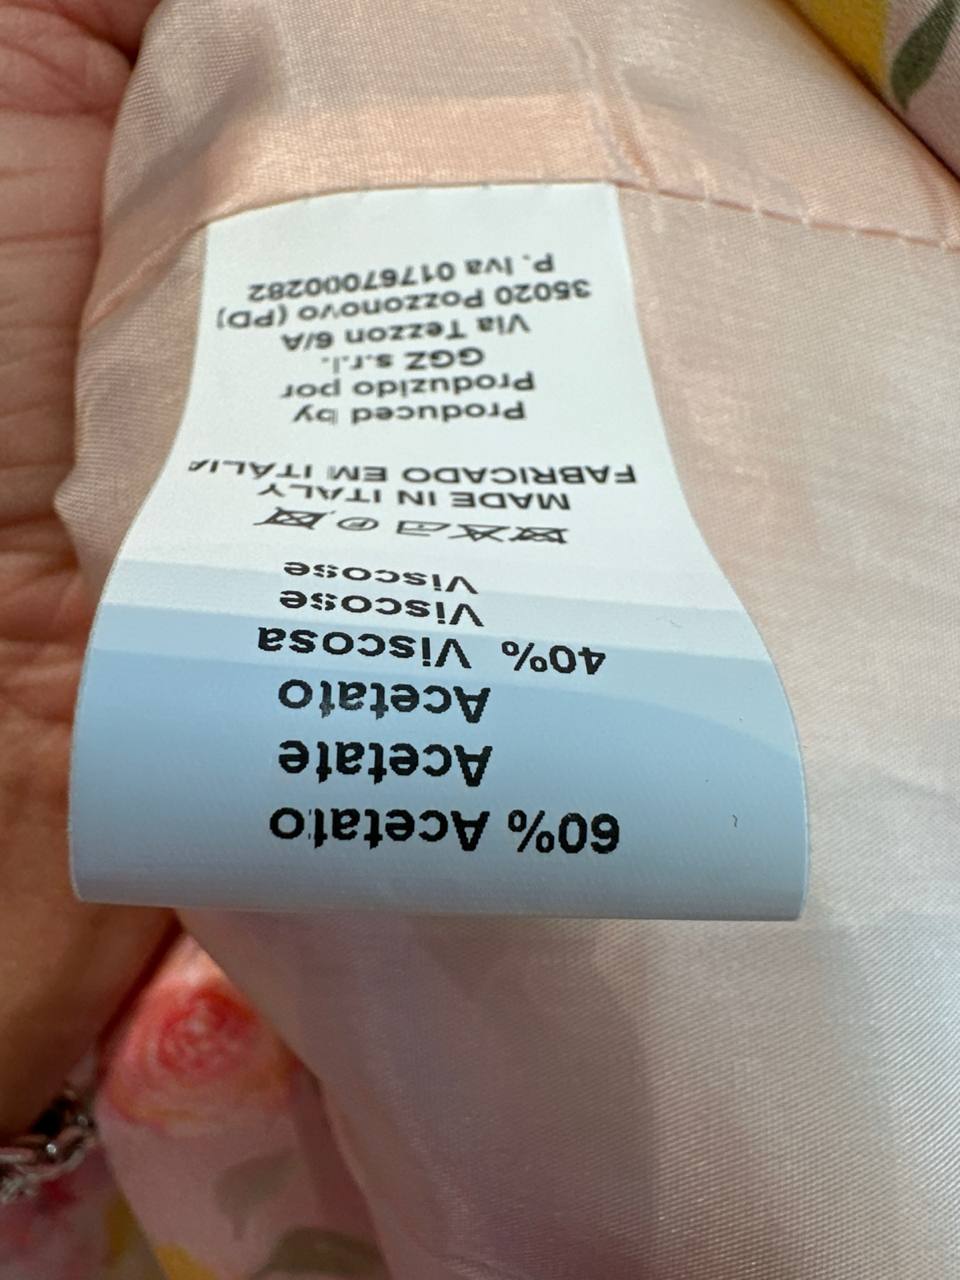 60% Acetato
Acetate
Acetato
40% Viscosa
Viscose
Viscose
MADE IN ITALY
FABRICADO EM ITÁLIA
Produced by
Produzido por
GGZ s.r.l.
Via Tezzon 6/A
35020 Pozzonovo (PD)
P. Iva 01767000282